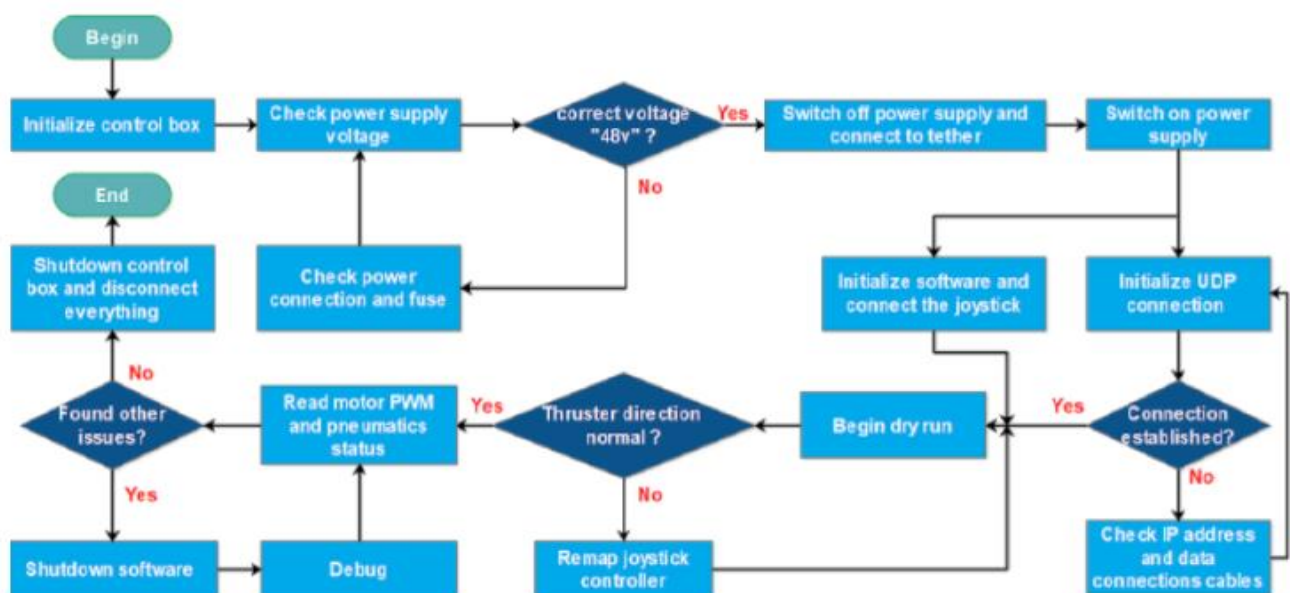 Begin
Initialize control box
Check power supply
voltage
correct voltage
"48v" ?
Yes
Switch off power supply and
connect to tether
Switch on power
supply
No
End
Shutdown control
box and disconnect
everything
Check power
connection and fuse
Initialize software and
connect the joystick
Initialize UDP
connection
No
Found other
issues?
Read motor PWM
and pneumatics
status
Yes
Thruster direction
normal ?
Begin dry run
Yes
Connection
established?
Yes
No
No
Shutdown software
Debug
Remap joystick
controller
Check IP address
and data
connections cables